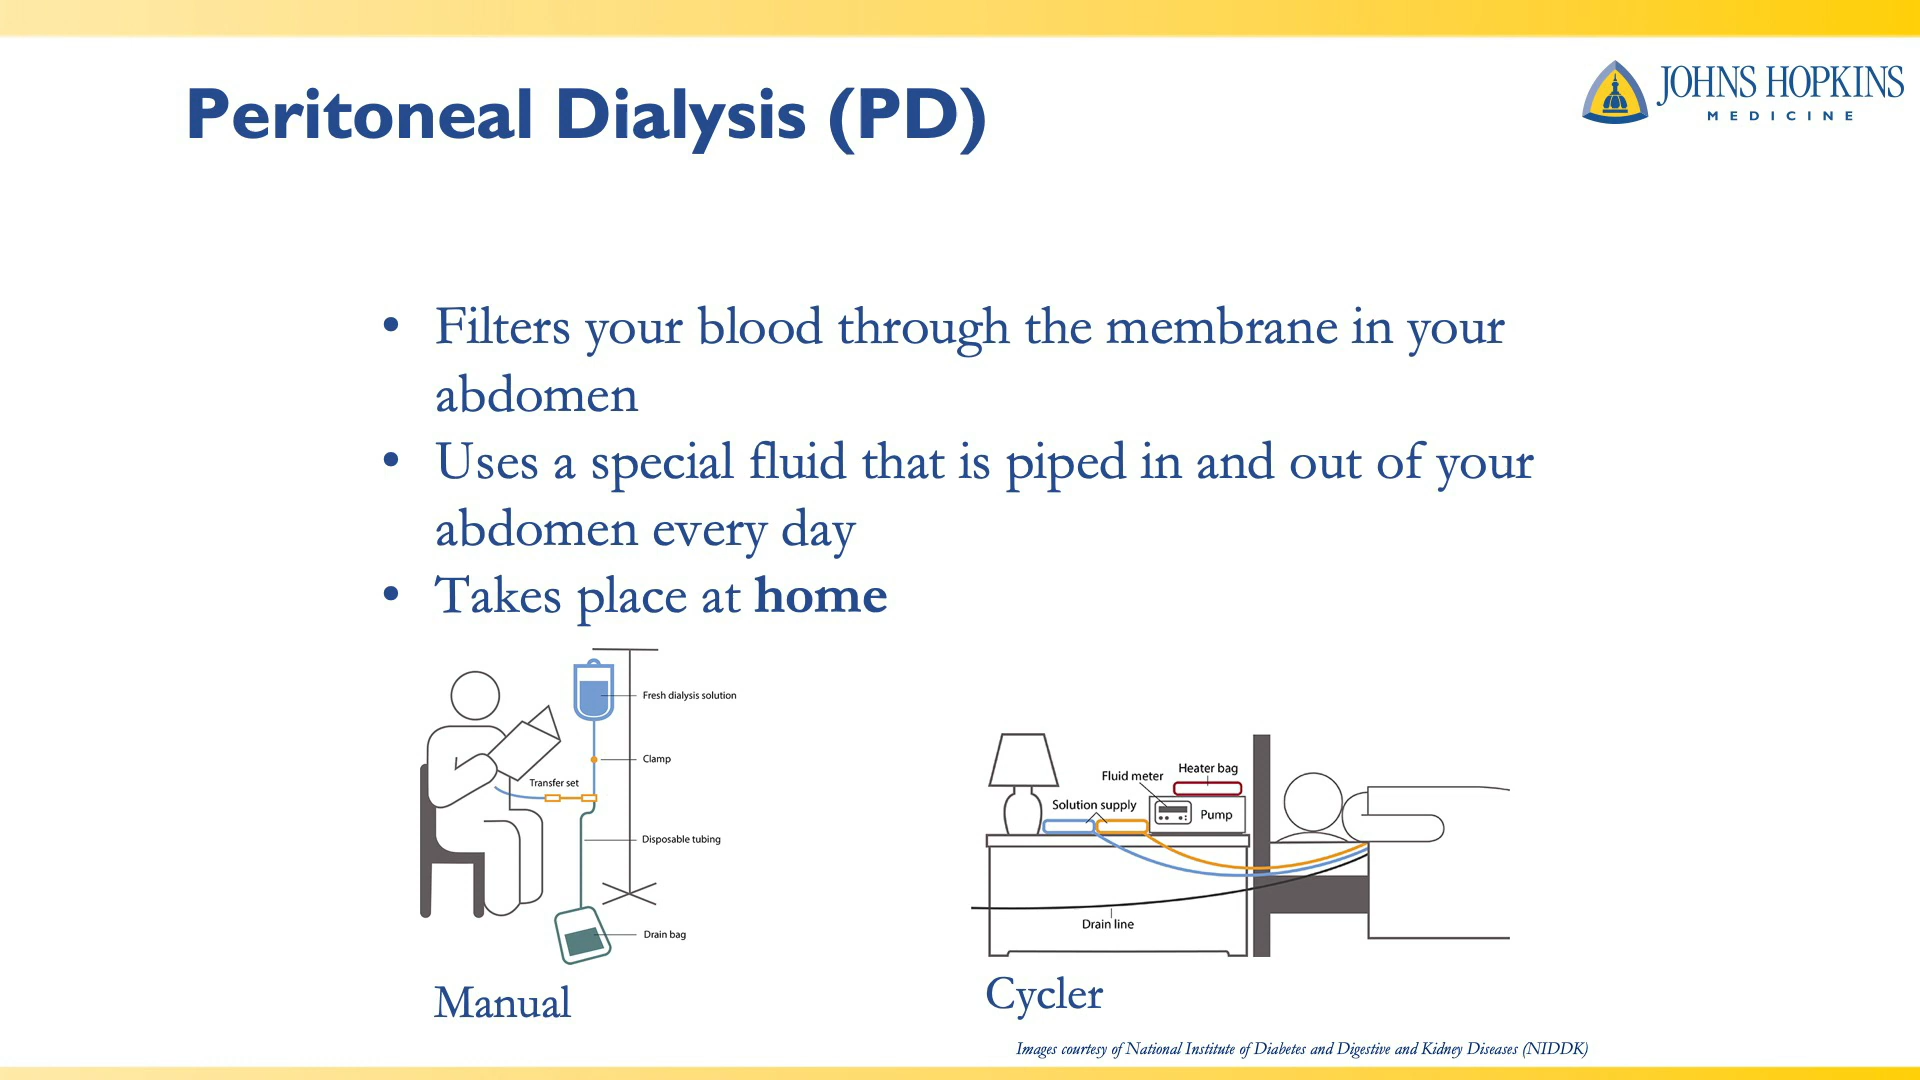 Peritoneal Dialysis (PD)
JOHNS HOPKINS
MEDICINE
• Filters your blood through the membrane in your
abdomen
• Uses a special fluid that is piped in and out of your
abdomen every day
• Takes place at home
Fresh dialysis solution
Clamp
Transfer set
Disposable tubing
Drain bag
Manual
Heater bag
Fluid meter
Solution supply
Pump
Drain line
Cycler
Images courtesy of National Institute of Diabetes and Digestive and Kidney Diseases (NIDDK)